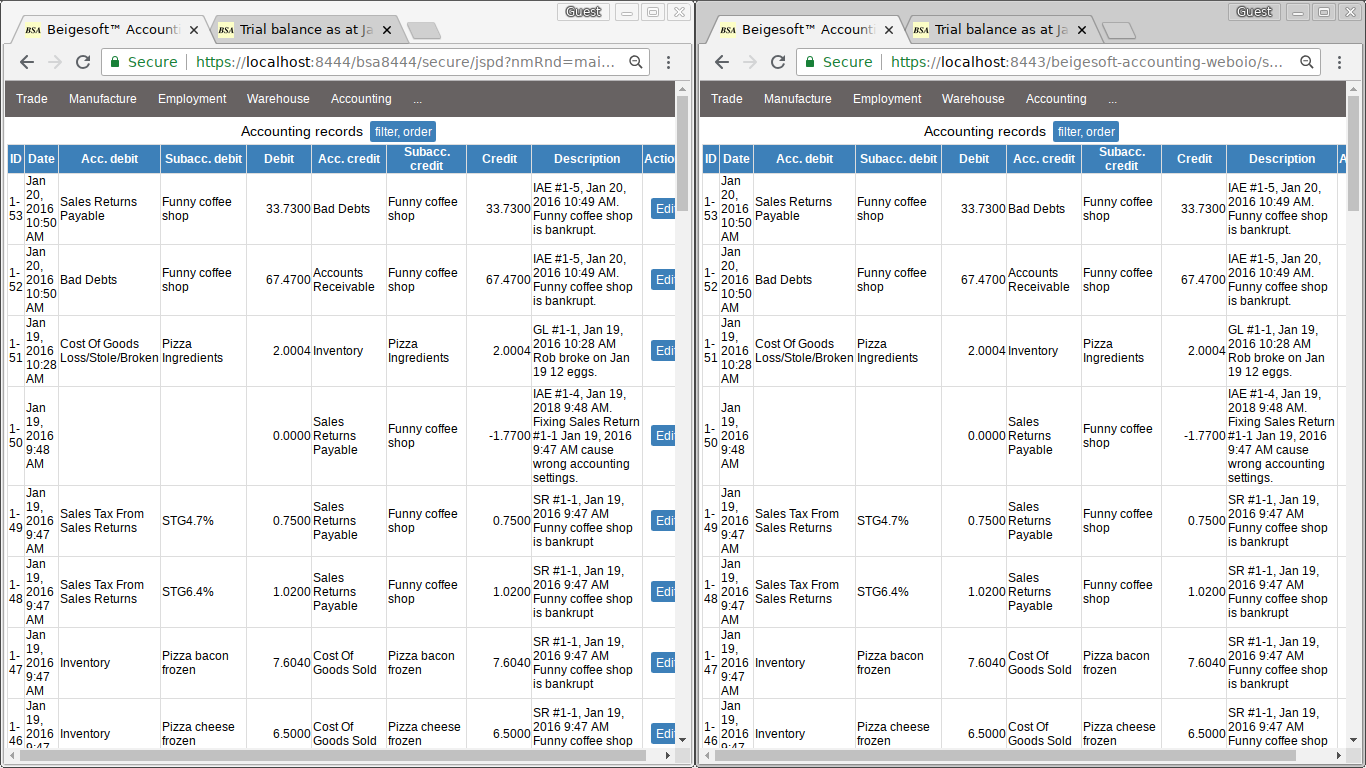 Guest
BSA Beigesoft™ Account
BSA Trial balance as at Ja
Secure https://localhost:8444/bsa8444/secure/jspd?nmRnd=mai...
Trade Manufacture Employment Warehouse Accounting ...
Accounting records filter, order
ID Date Acc. debit Subacc. debit Debit Acc. credit Subacc. credit Credit Description Action
1-53 Jan 20, 2016 10:50 AM Sales Returns Payable Funny coffee shop 33.7300 Bad Debts Funny coffee shop 33.7300 IAE #1-5, Jan 20, 2016 10:49 AM. Funny coffee shop is bankrupt. Edit
1-52 Jan 20, 2016 10:50 AM Bad Debts Funny coffee shop 67.4700 Accounts Receivable Funny coffee shop 67.4700 IAE #1-5, Jan 20, 2016 10:49 AM. Funny coffee shop is bankrupt. Edit
1-51 Jan 19, 2016 10:28 AM Cost Of Goods Loss/Stole/Broken Pizza Ingredients 2.0004 Inventory Pizza Ingredients 2.0004 GL #1-1, Jan 19, 2016 10:28 AM Rob broke on Jan 19 12 eggs. Edit
1-50 Jan 19, 2016 9:48 AM 0.0000 Sales Returns Payable Funny coffee shop -1.7700 IAE #1-4, Jan 19, 2018 9:48 AM. Fixing Sales Return #1-1 Jan 19, 2016 9:47 AM cause wrong accounting settings. Edit
1-49 Jan 19, 2016 9:47 AM Sales Tax From Sales Returns STG4.7% 0.7500 Sales Returns Payable Funny coffee shop 0.7500 SR #1-1, Jan 19, 2016 9:47 AM Funny coffee shop is bankrupt Edit
1-48 Jan 19, 2016 9:47 AM Sales Tax From Sales Returns STG6.4% 1.0200 Sales Returns Payable Funny coffee shop 1.0200 SR #1-1, Jan 19, 2016 9:47 AM Funny coffee shop is bankrupt Edit
1-47 Jan 19, 2016 9:47 AM Inventory Pizza bacon frozen 7.6040 Cost Of Goods Sold Pizza bacon frozen 7.6040 SR #1-1, Jan 19, 2016 9:47 AM Funny coffee shop is bankrupt Edit
1-46 Jan 19, 2016 9:47 Inventory Pizza cheese frozen 6.5000 Cost Of Goods Sold Pizza cheese frozen 6.5000 SR #1-1, Jan 19, 2016 9:47 AM Funny coffee shop Edit
Guest
BSA Beigesoft™ Account
BSA Trial balance as at Ja
Secure https://localhost:8443/beigesoft-accounting-weboio/s...
Trade Manufacture Employment Warehouse Accounting ...
Accounting records filter, order
ID Date Acc. debit Subacc. debit Debit Acc. credit Subacc. credit Credit Description A
1-53 Jan 20, 2016 10:50 AM Sales Returns Payable Funny coffee shop 33.7300 Bad Debts Funny coffee shop 33.7300 IAE #1-5, Jan 20, 2016 10:49 AM. Funny coffee shop is bankrupt.
1-52 Jan 20, 2016 10:50 AM Bad Debts Funny coffee shop 67.4700 Accounts Receivable Funny coffee shop 67.4700 IAE #1-5, Jan 20, 2016 10:49 AM. Funny coffee shop is bankrupt.
1-51 Jan 19, 2016 10:28 AM Cost Of Goods Loss/Stole/Broken Pizza Ingredients 2.0004 Inventory Pizza Ingredients 2.0004 GL #1-1, Jan 19, 2016 10:28 AM Rob broke on Jan 19 12 eggs.
1-50 Jan 19, 2016 9:48 AM 0.0000 Sales Returns Payable Funny coffee shop -1.7700 IAE #1-4, Jan 19, 2018 9:48 AM. Fixing Sales Return #1-1 Jan 19, 2016 9:47 AM cause wrong accounting settings.
1-49 Jan 19, 2016 9:47 AM Sales Tax From Sales Returns STG4.7% 0.7500 Sales Returns Payable Funny coffee shop 0.7500 SR #1-1, Jan 19, 2016 9:47 AM Funny coffee shop is bankrupt
1-48 Jan 19, 2016 9:47 AM Sales Tax From Sales Returns STG6.4% 1.0200 Sales Returns Payable Funny coffee shop 1.0200 SR #1-1, Jan 19, 2016 9:47 AM Funny coffee shop is bankrupt
1-47 Jan 19, 2016 9:47 AM Inventory Pizza bacon frozen 7.6040 Cost Of Goods Sold Pizza bacon frozen 7.6040 SR #1-1, Jan 19, 2016 9:47 AM Funny coffee shop is bankrupt
1-46 Jan 19, 2016 9:47 Inventory Pizza cheese frozen 6.5000 Cost Of Goods Sold Pizza cheese frozen 6.5000 SR #1-1, Jan 19, 2016 9:47 AM Funny coffee shop